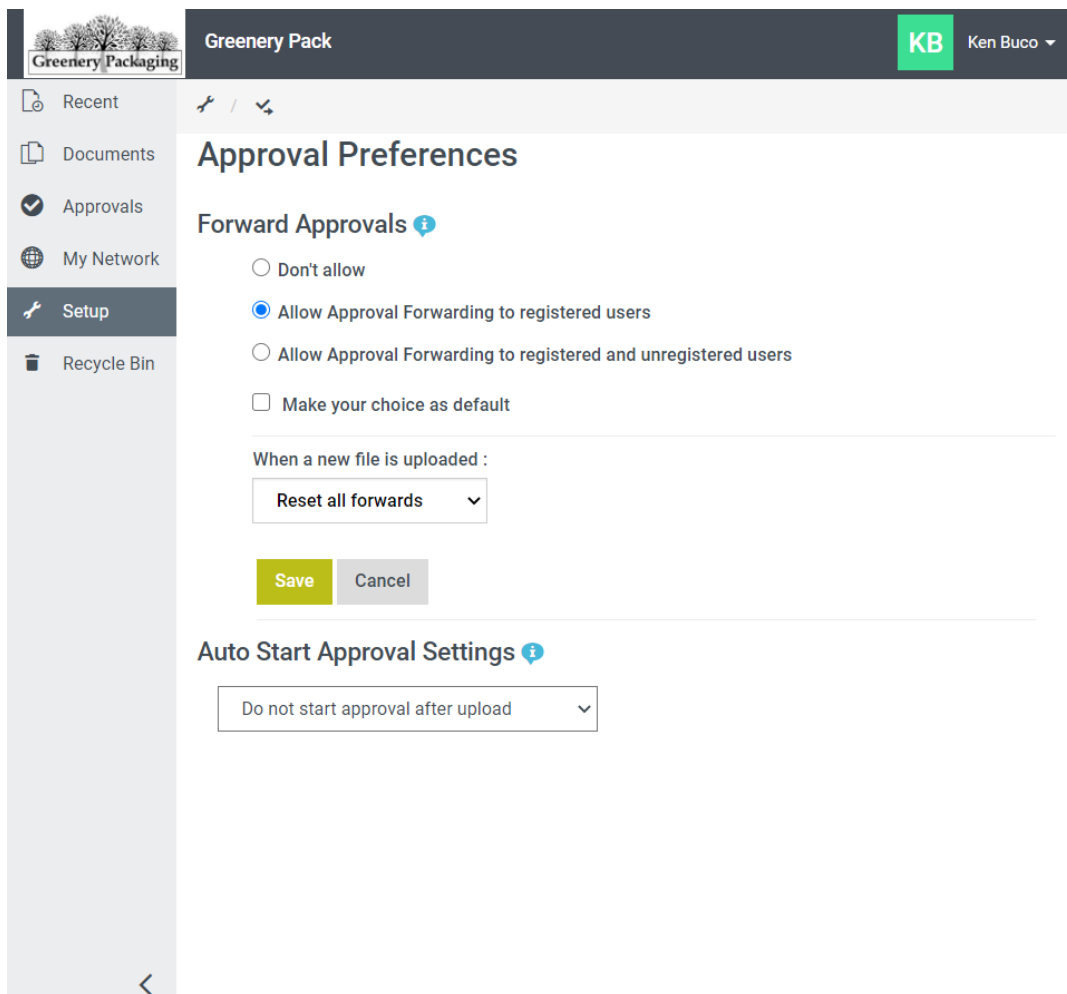 Greenery Packaging
Greenery Pack
KB
Ken Buco
Recent
Documents
Approvals
My Network
Setup
Recycle Bin
/
Approval Preferences
Forward Approvals
i
Don't allow
Allow Approval Forwarding to registered users
Allow Approval Forwarding to registered and unregistered users
Make your choice as default
When a new file is uploaded :
Reset all forwards
Save
Cancel
Auto Start Approval Settings
i
Do not start approval after upload